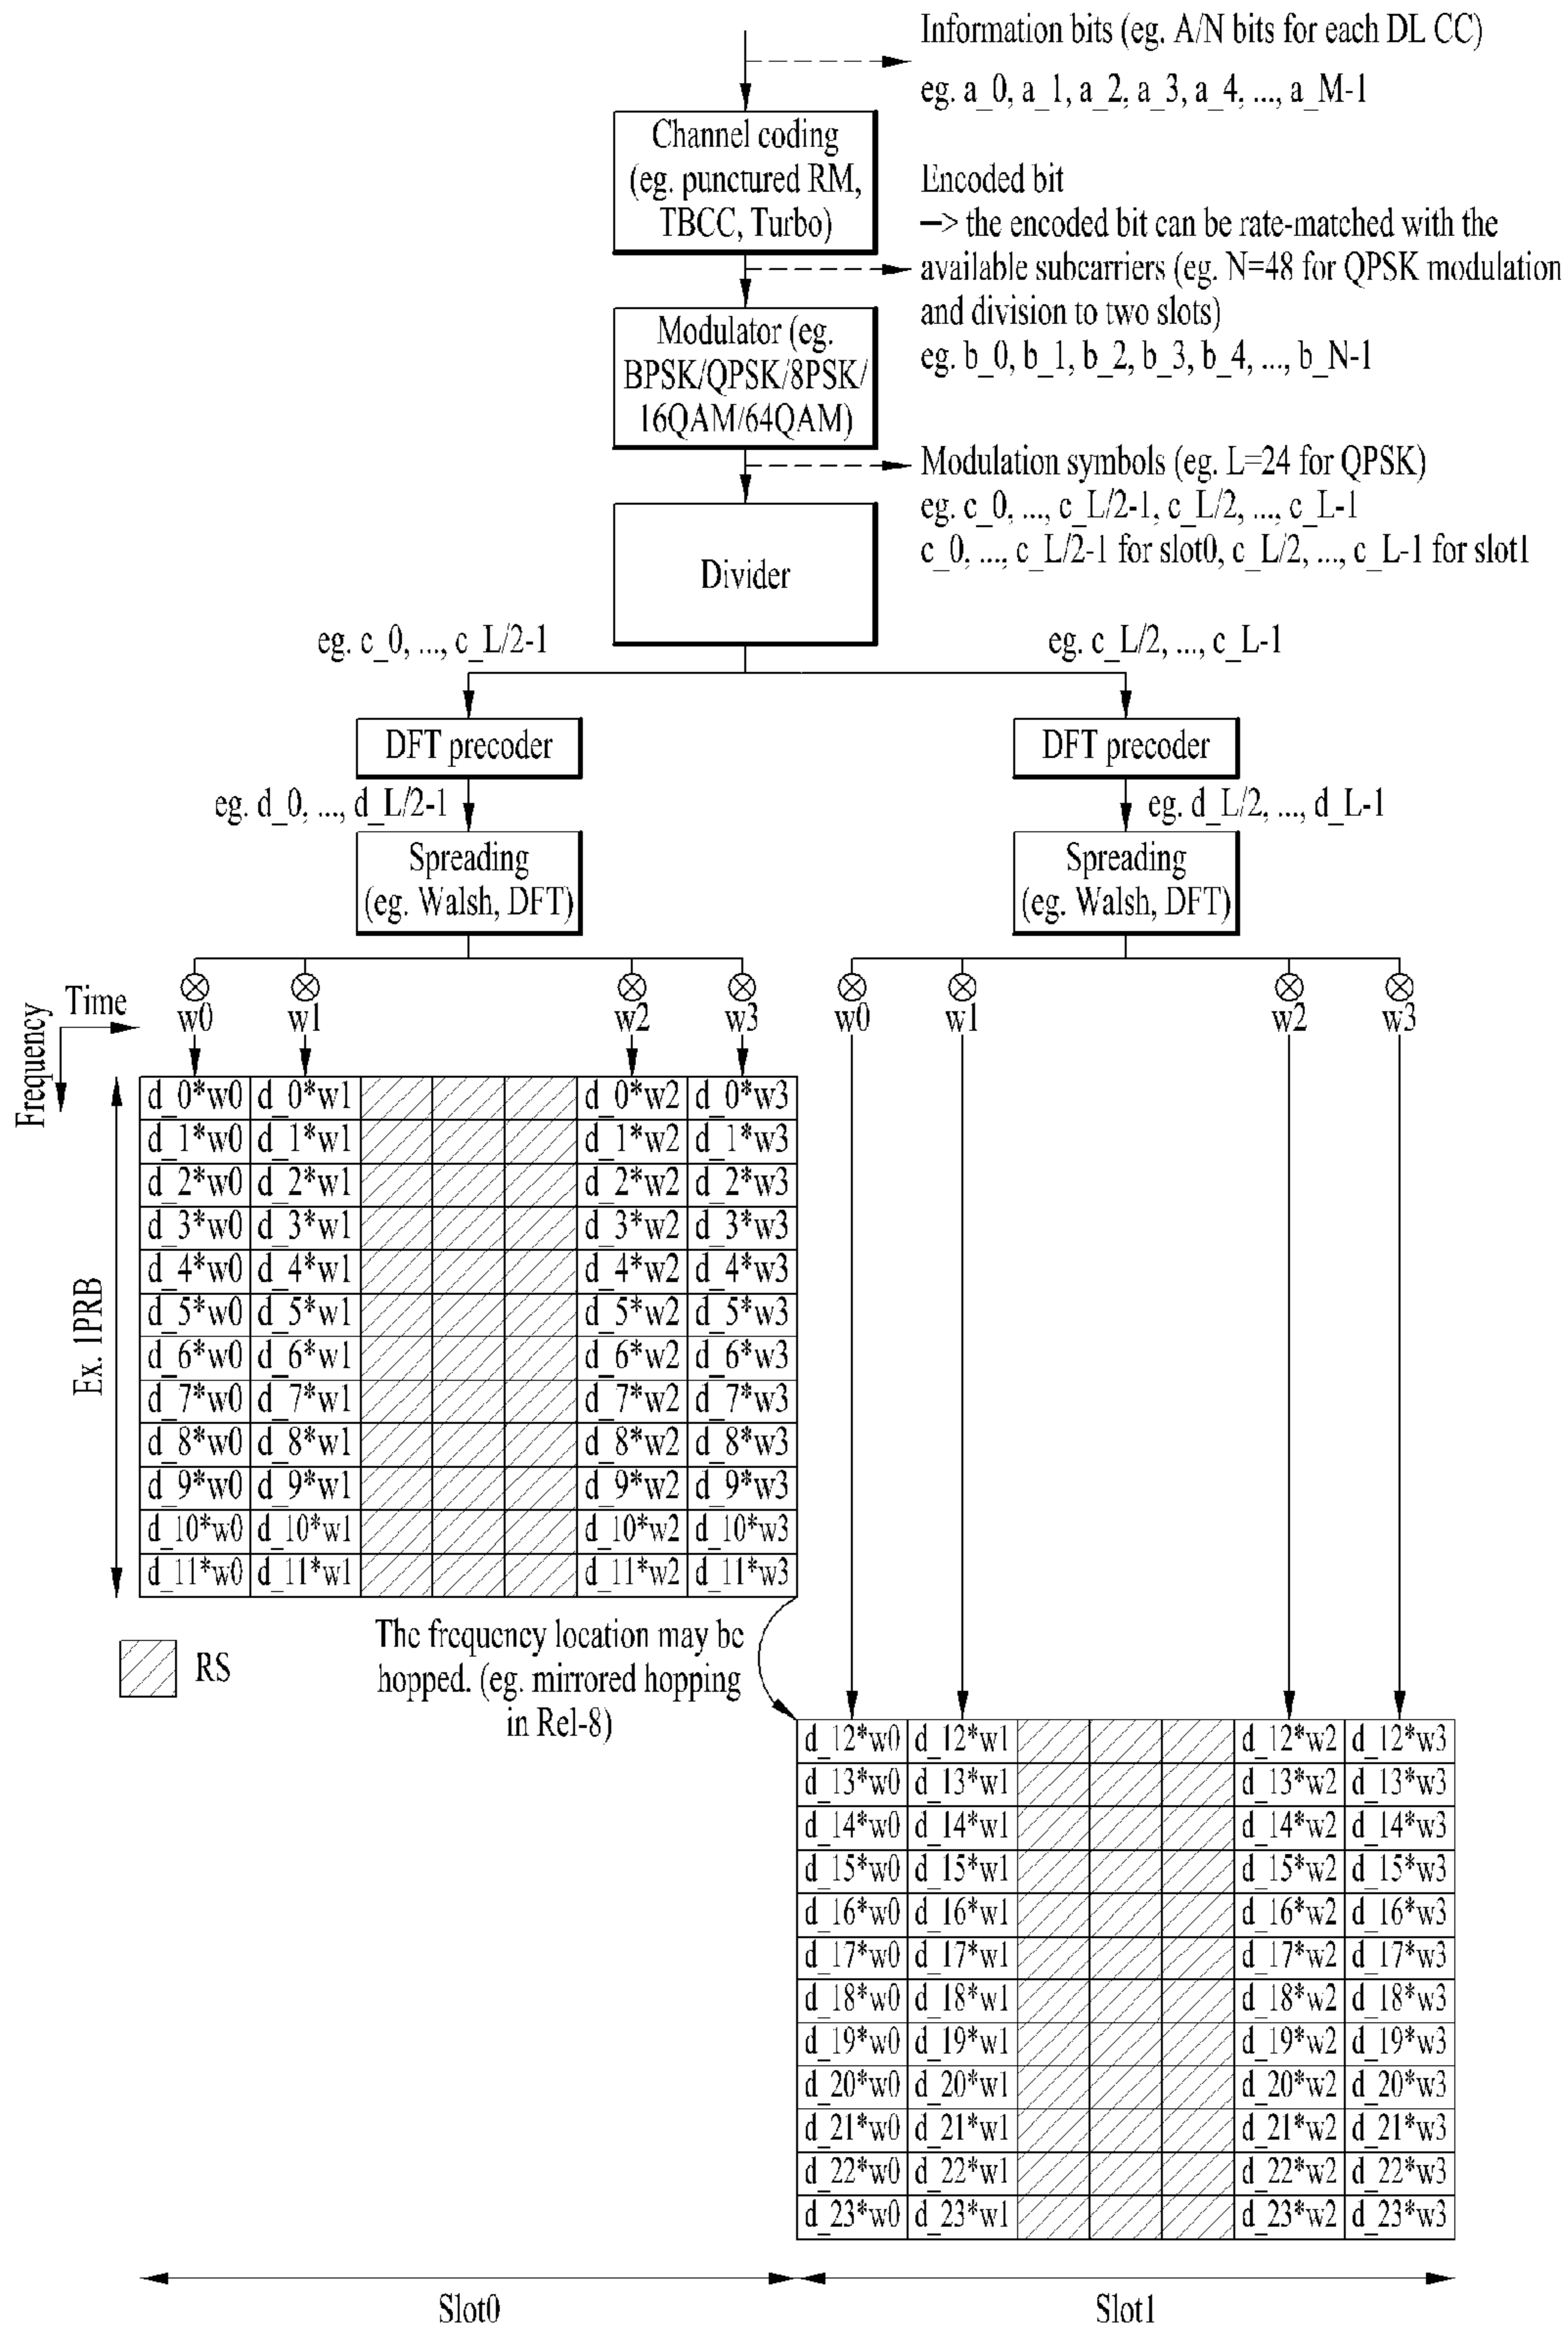 Information bits (eg. A/N bits for each DL CC)
eg. a_0, a_1, a_2, a_3, a_4, ..., a_M-1
Channel coding
(eg. punctured RM,
TBCC, Turbo)
Encoded bit
—> the encoded bit can be rate-matched with the
available subcarriers (eg. N=48 for QPSK modulation
and division to two slots)
eg. b_0, b_1, b_2, b_3, b_4, ..., b_N-1
Modulator (eg.
BPSK/QPSK/8PSK/
16QAM/64QAM)
Modulation symbols (eg. L=24 for QPSK)
eg. c_0, ..., c_L/2-1, c_L/2, ..., c_L-1
c_0, ..., c_L/2-1 for slot0, c_L/2, ..., c_L-1 for slot1
Divider
eg. c_0, ..., c_L/2-1
eg. c_L/2, ..., c_L-1
DFT precoder
DFT precoder
eg. d_0, ..., d_L/2-1
eg. d_L/2, ..., d_L-1
Spreading
(eg. Walsh, DFT)
Spreading
(eg. Walsh, DFT)
Time
Frequency
w0 w1 w2 w3 w0 w1 w2 w3
d_0*w0 d_0*w1 d_0*w2 d_0*w3
d_1*w0 d_1*w1 d_1*w2 d_1*w3
d_2*w0 d_2*w1 d_2*w2 d_2*w3
d_3*w0 d_3*w1 d_3*w2 d_3*w3
d_4*w0 d_4*w1 d_4*w2 d_4*w3
d_5*w0 d_5*w1 d_5*w2 d_5*w3
d_6*w0 d_6*w1 d_6*w2 d_6*w3
d_7*w0 d_7*w1 d_7*w2 d_7*w3
d_8*w0 d_8*w1 d_8*w2 d_8*w3
d_9*w0 d_9*w1 d_9*w2 d_9*w3
d_10*w0 d_10*w1 d_10*w2 d_10*w3
d_11*w0 d_11*w1 d_11*w2 d_11*w3
Ex. 1PRB
RS
The frequency location may be
hopped. (eg. mirrored hopping
in Rel-8)
d_12*w0 d_12*w1 d_12*w2 d_12*w3
d_13*w0 d_13*w1 d_13*w2 d_13*w3
d_14*w0 d_14*w1 d_14*w2 d_14*w3
d_15*w0 d_15*w1 d_15*w2 d_15*w3
d_16*w0 d_16*w1 d_16*w2 d_16*w3
d_17*w0 d_17*w1 d_17*w2 d_17*w3
d_18*w0 d_18*w1 d_18*w2 d_18*w3
d_19*w0 d_19*w1 d_19*w2 d_19*w3
d_20*w0 d_20*w1 d_20*w2 d_20*w3
d_21*w0 d_21*w1 d_21*w2 d_21*w3
d_22*w0 d_22*w1 d_22*w2 d_22*w3
d_23*w0 d_23*w1 d_23*w2 d_23*w3
Slot0
Slot1